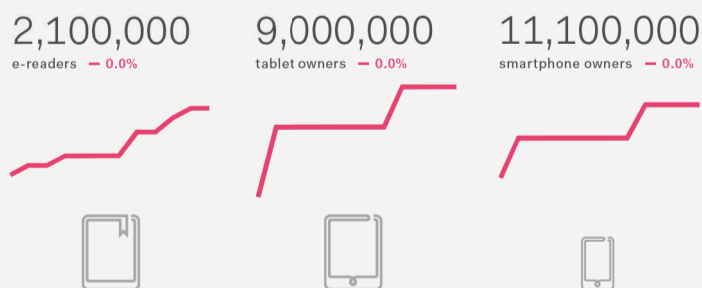 2,100,000
e-readers – 0.0%
9,000,000
tablet owners – 0.0%
11,100,000
smartphone owners – 0.0%